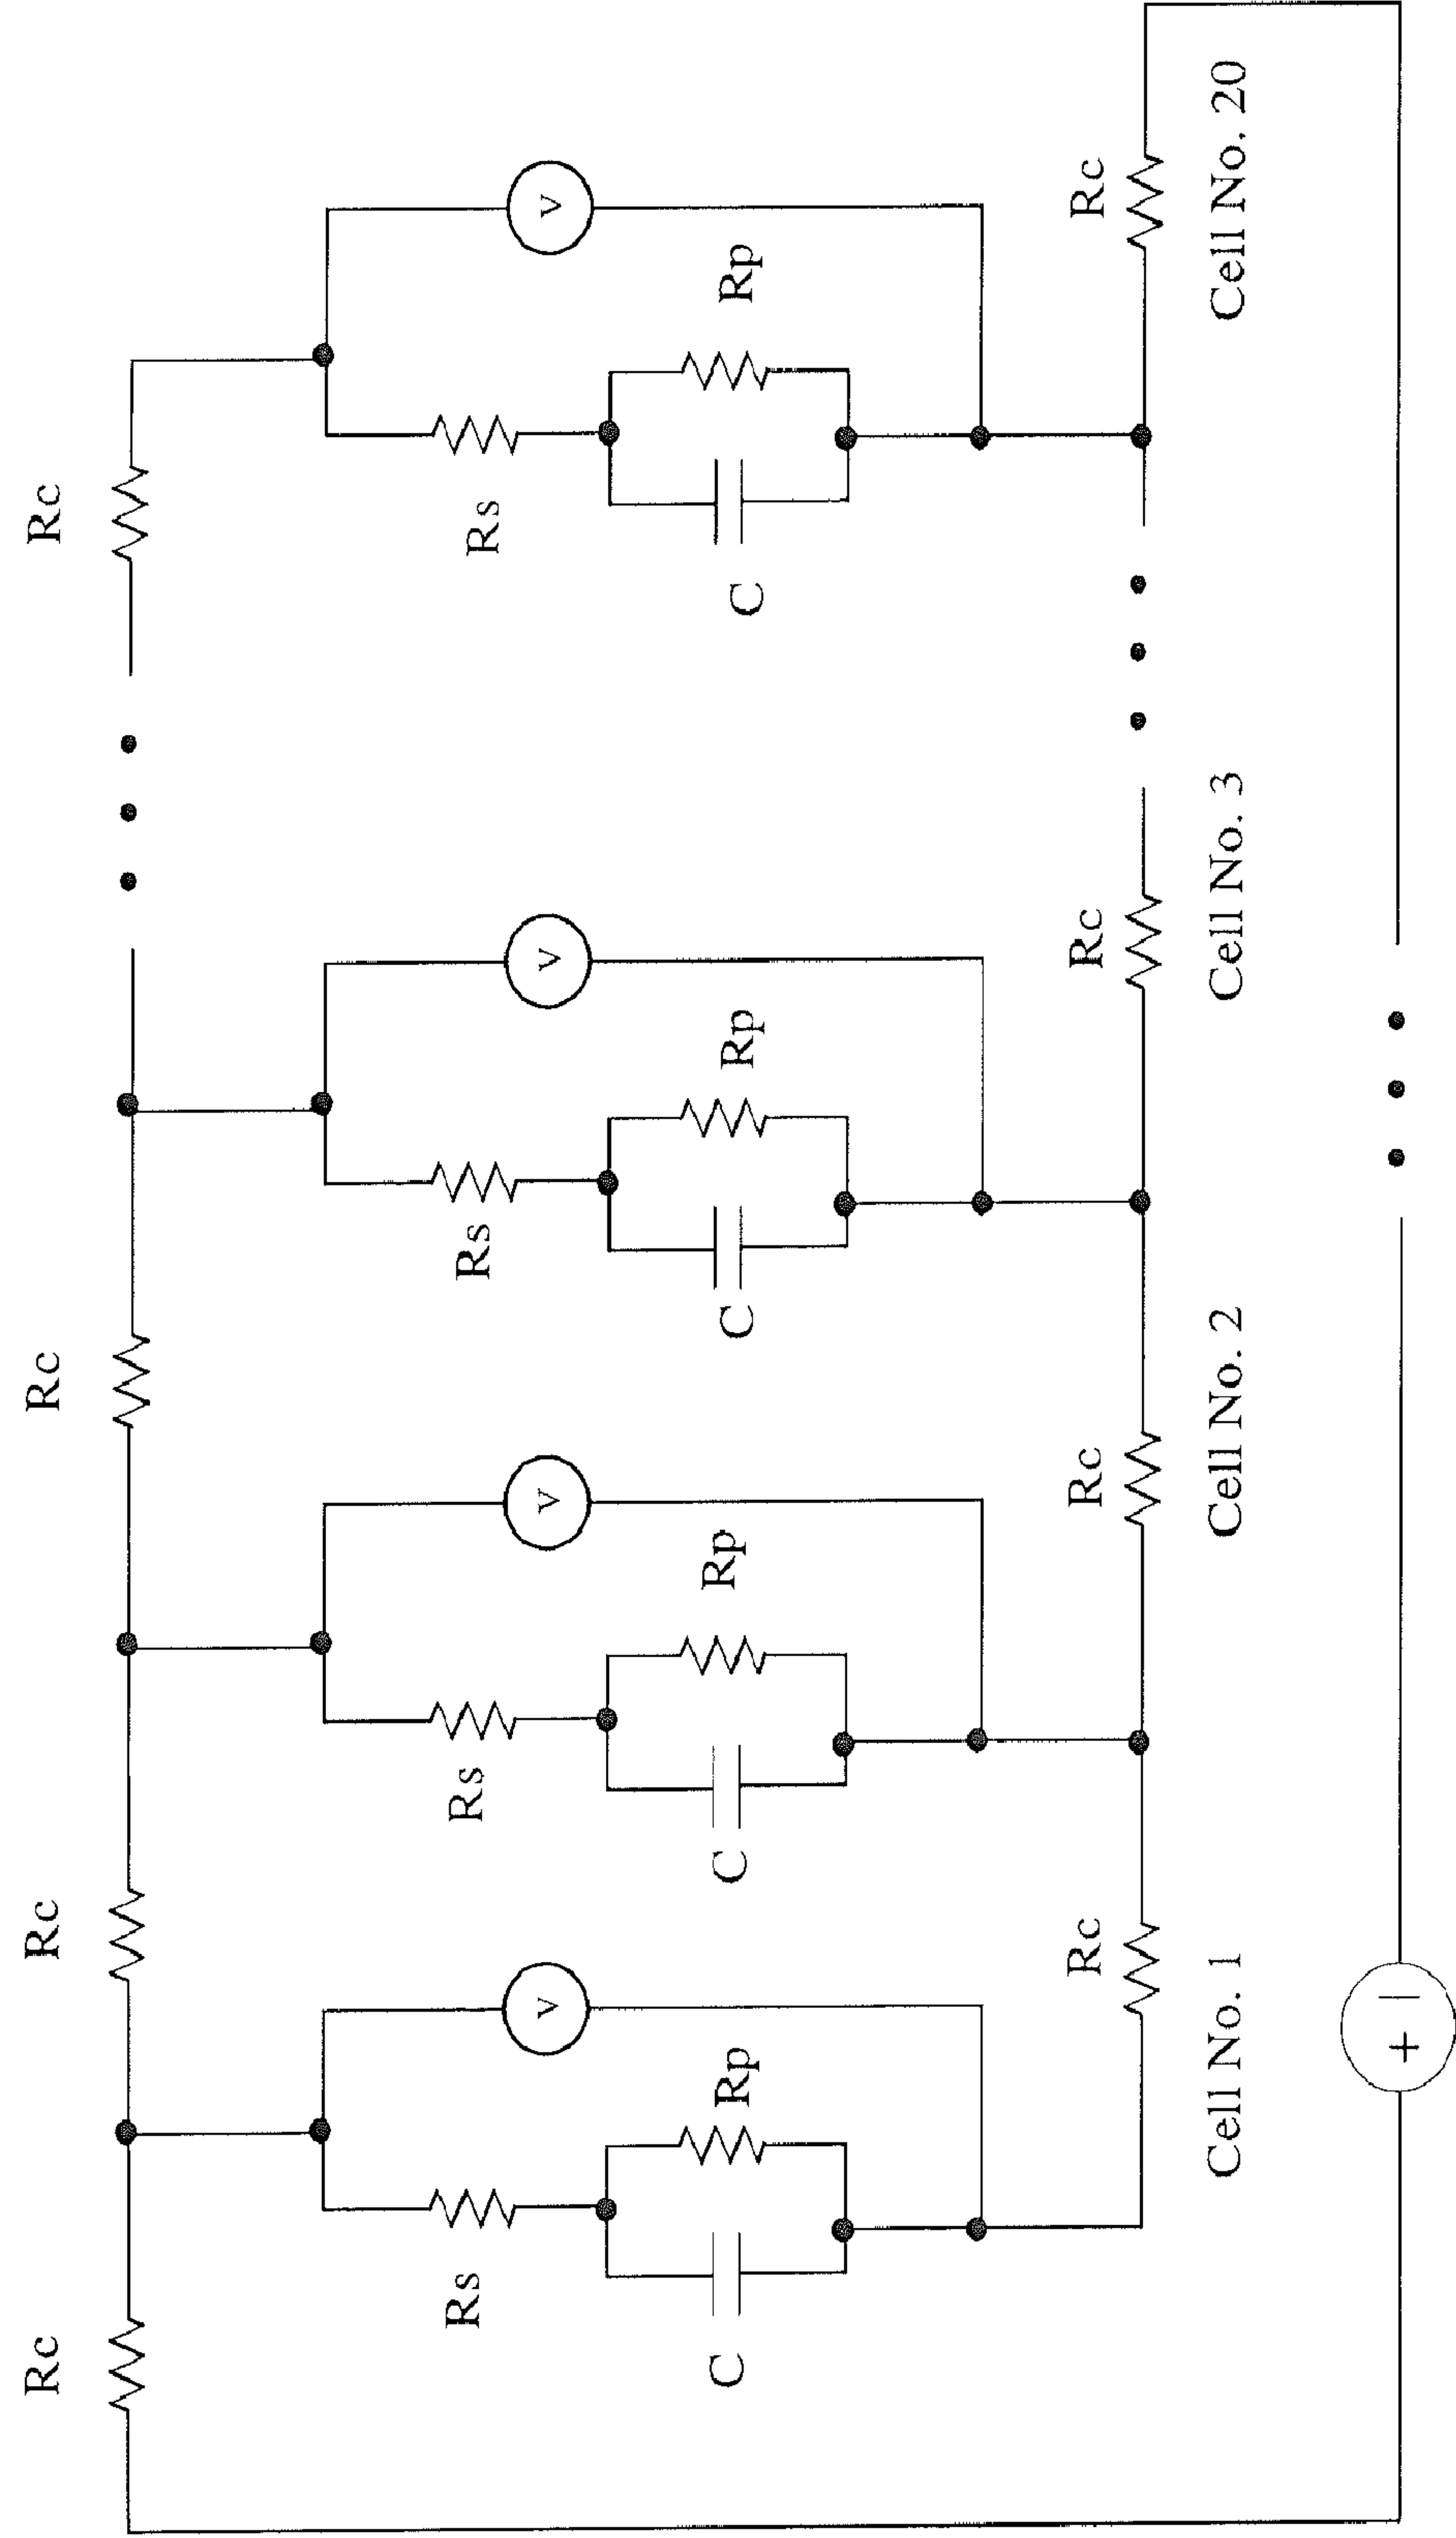 Rc
Rc
Rc
Rc
Rs
Rs
Rs
Rs
V
V
V
V
C
Rp
C
Rp
C
Rp
C
Rp
Rc
Rc
Rc
Rc
Cell No. 1
Cell No. 2
Cell No. 3
Cell No. 20
+ −